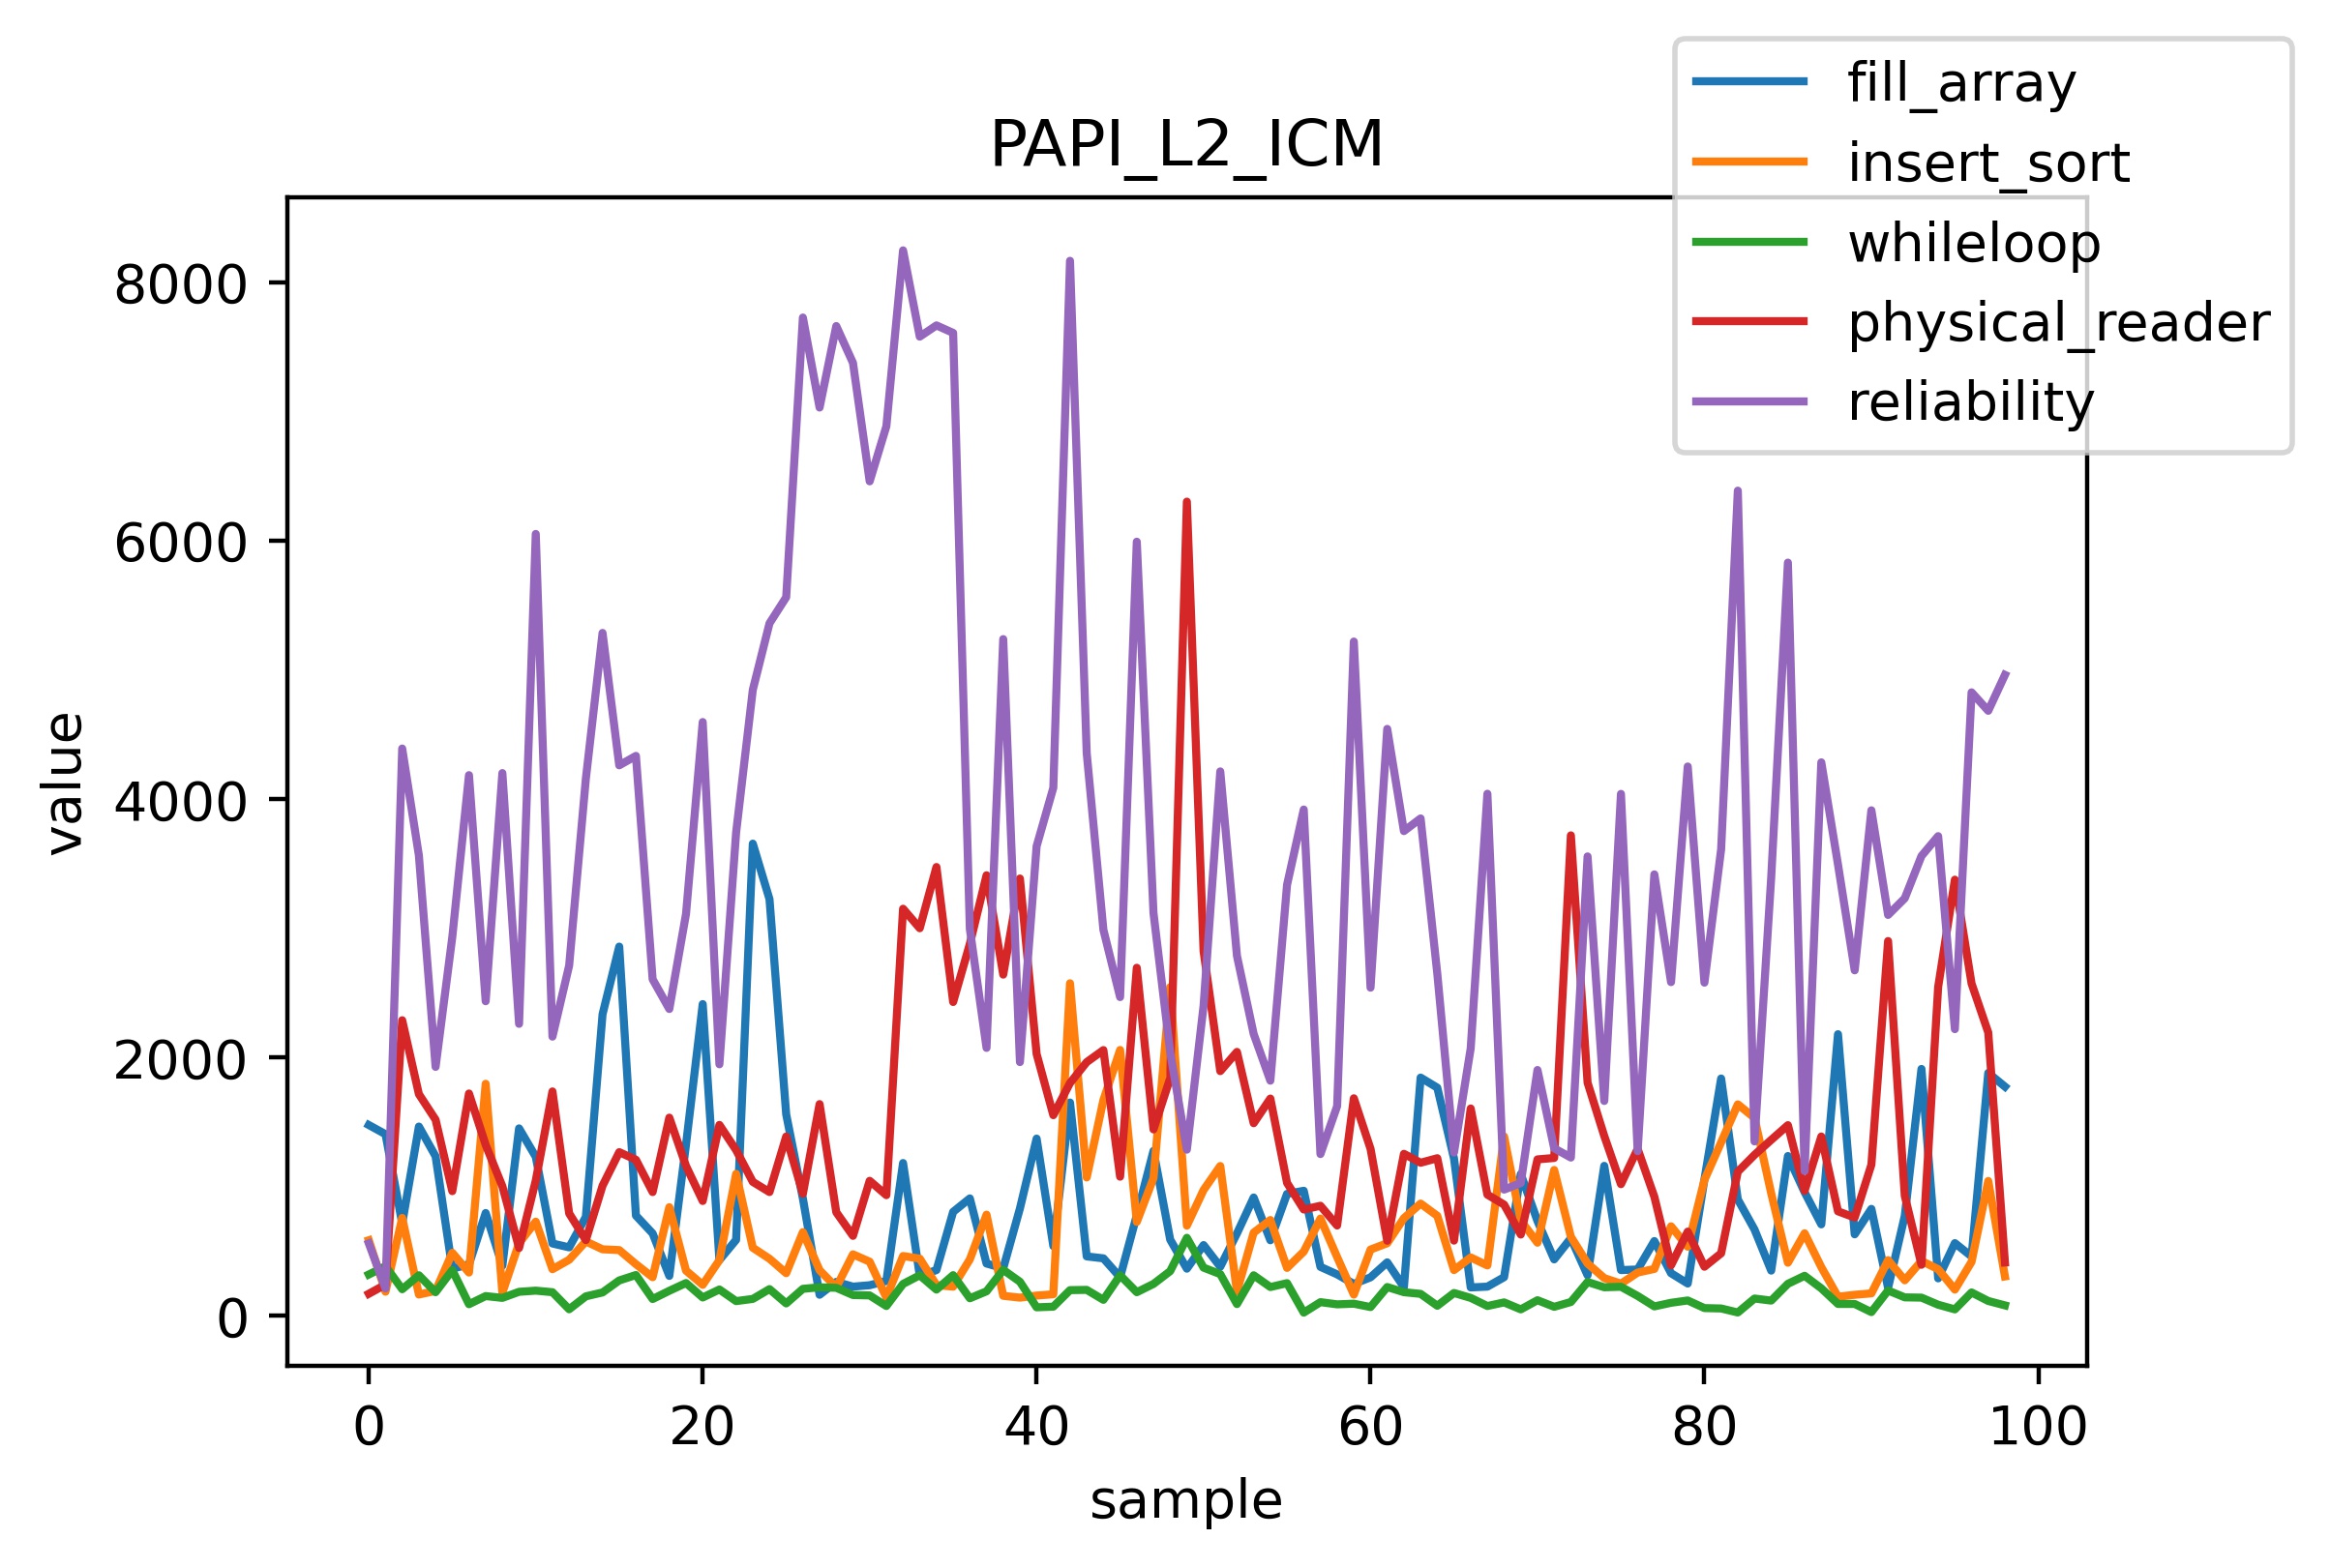 PAPI_L2_ICM
fill_array
insert_sort
whileloop
physical_reader
reliability
value
8000
6000
4000
2000
0
0 20 40 60 80 100
sample